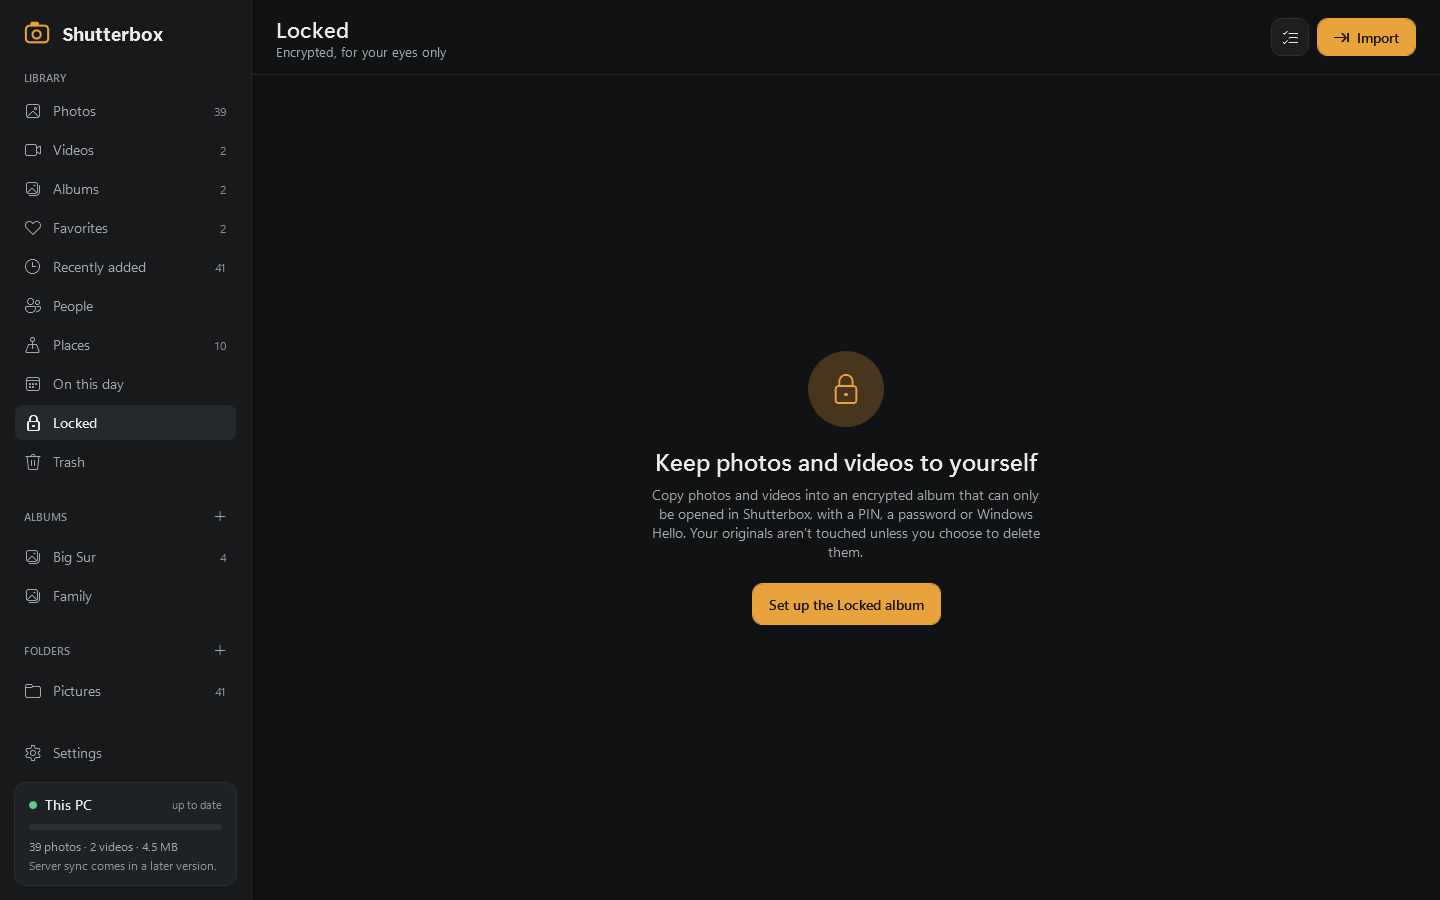 Shutterbox
LIBRARY
Photos 39
Videos 2
Albums 2
Favorites 2
Recently added 41
People
Places 10
On this day
Locked
Trash
ALBUMS
Big Sur 4
Family
FOLDERS
Pictures 41
Settings
This PC up to date
39 photos · 2 videos · 4.5 MB
Server sync comes in a later version.
Locked
Encrypted, for your eyes only
Import
Keep photos and videos to yourself
Copy photos and videos into an encrypted album that can only
be opened in Shutterbox, with a PIN, a password or Windows
Hello. Your originals aren't touched unless you choose to delete
them.
Set up the Locked album